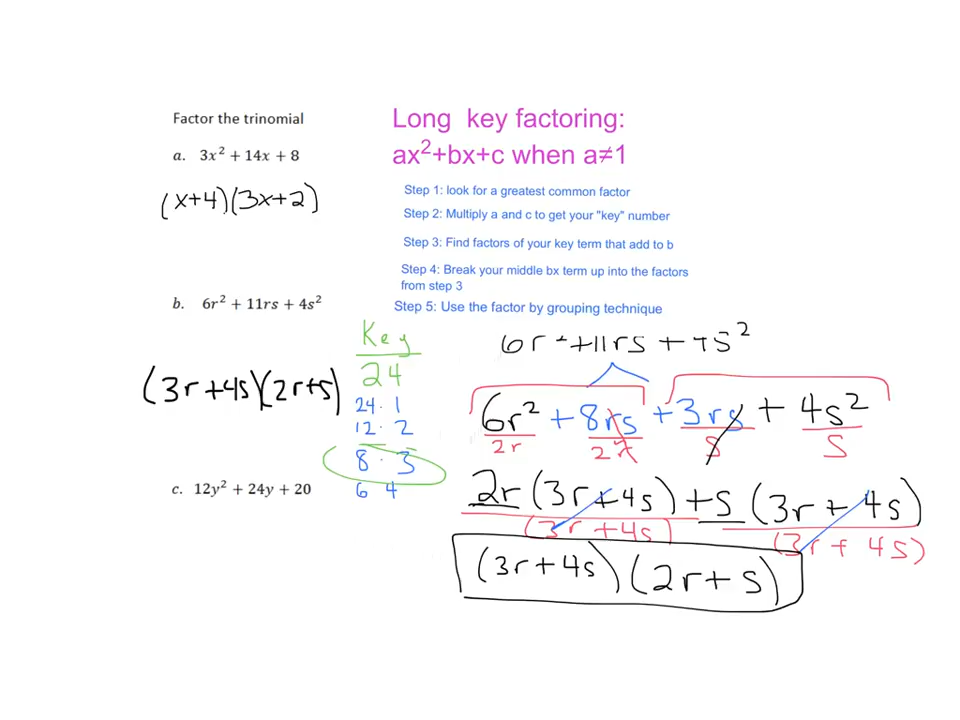 Factor the trinomial
a. 3x² + 14x + 8
(x+4)(3x+2)
b. 6r² + 11rs + 4s²
(3r+4s)(2r+s)
c. 12y² + 24y + 20
Long key factoring:
ax²+bx+c when a≠1
Step 1: look for a greatest common factor
Step 2: Multiply a and c to get your "key" number
Step 3: Find factors of your key term that add to b
Step 4: Break your middle bx term up into the factors
from step 3
Step 5: Use the factor by grouping technique
Key
24
24 · 1
12 · 2
8 · 3
6 4
6r²+11rs+4s²
6r² +8rs +3rs + 4s²
2r 2r s s
2r (3r+4s) +s (3r+4s)
(3r+4s) (3r+4s)
(3r+4s)(2r+s)